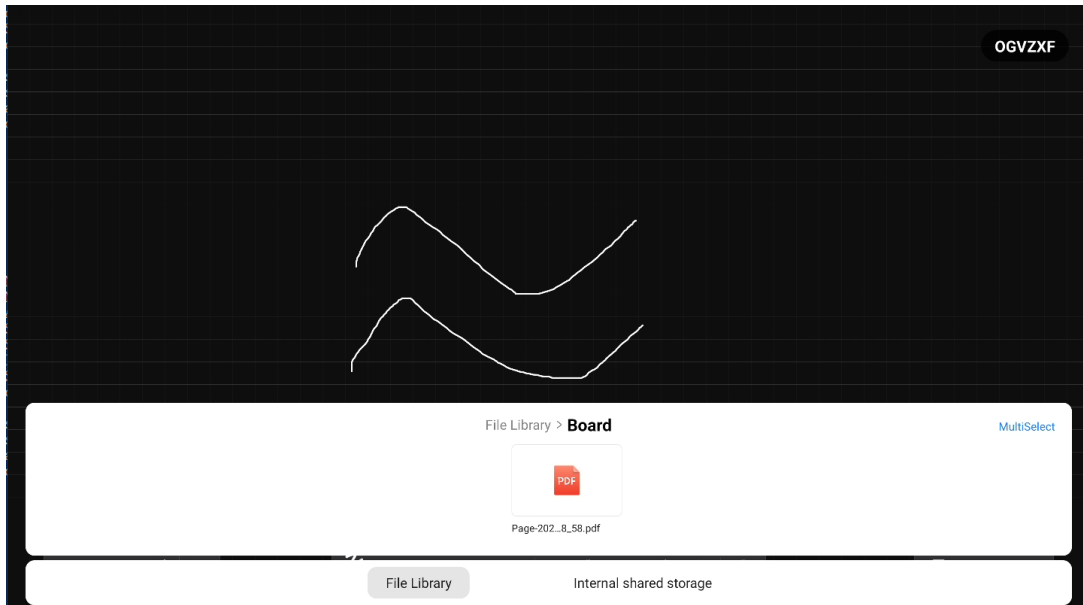 OGVZXF
File Library > Board
MultiSelect
PDF
Page-202...8_58.pdf
File Library
Internal shared storage